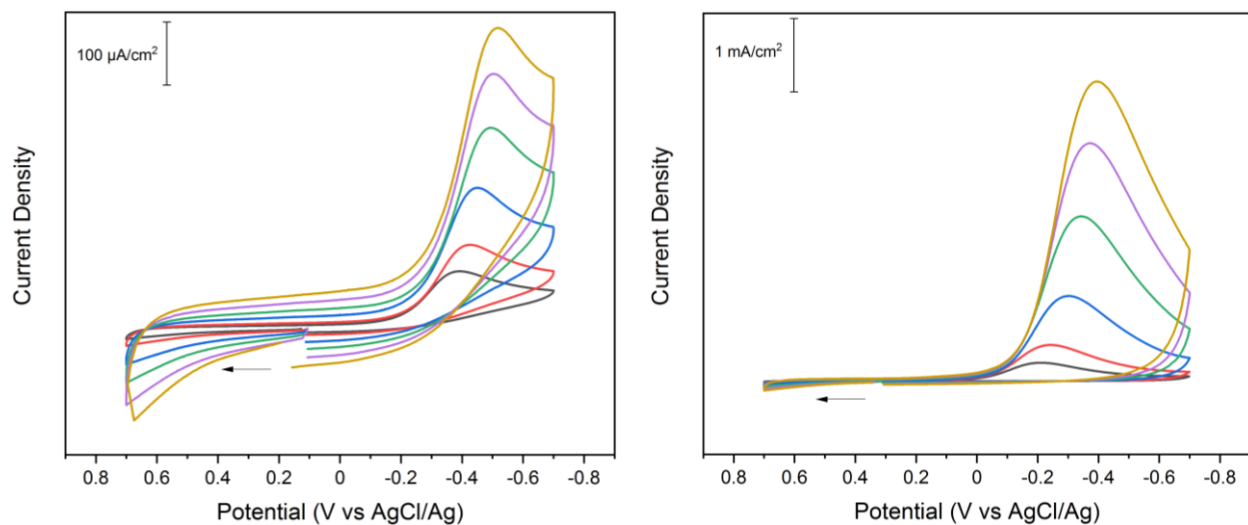 100 µA/cm²
Current Density
0.8 0.6 0.4 0.2 0 -0.2 -0.4 -0.6 -0.8
Potential (V vs AgCl/Ag)
1 mA/cm²
Current Density
0.8 0.6 0.4 0.2 0 -0.2 -0.4 -0.6 -0.8
Potential (V vs AgCl/Ag)